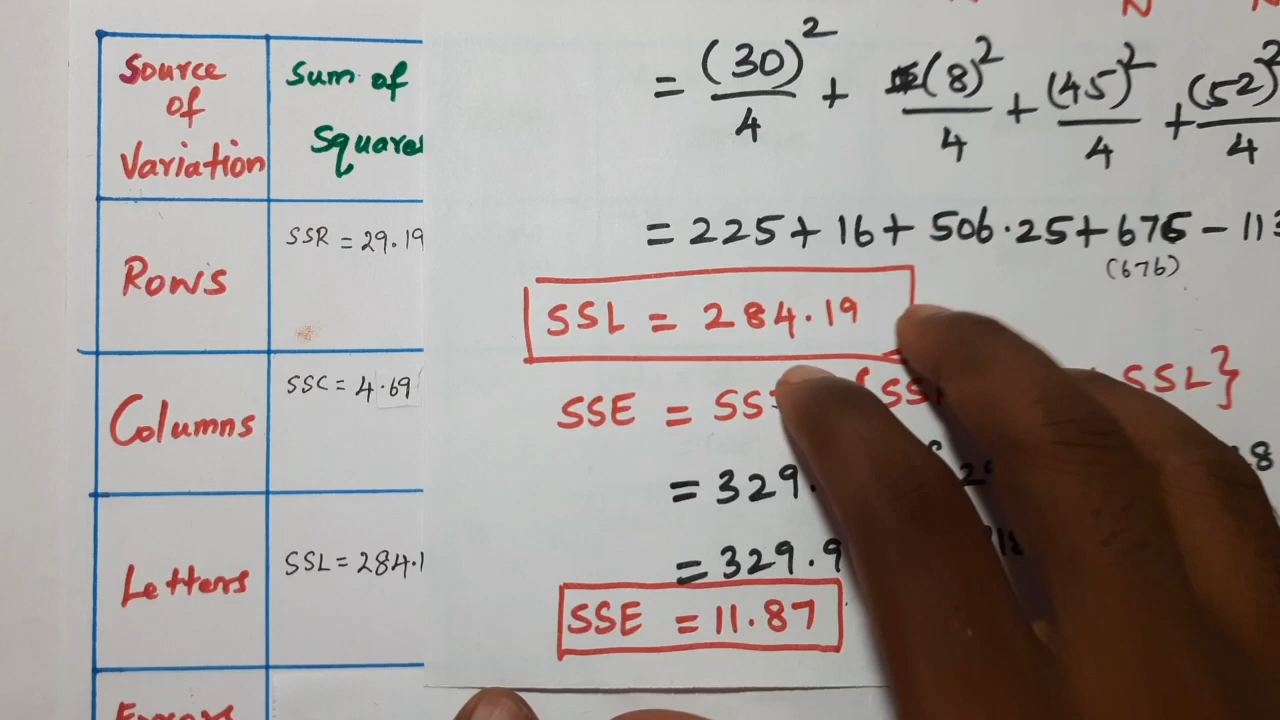 Source
of
Variation
Sum of
Squares
Rows
SSR = 29.19
Columns
SSC = 4.69
Letters
SSL = 284.1
Errors
N N
= (30)²/4 + (8)²/4 + (45)²/4 + (52)²/4
= 225 + 16 + 506.25 + 676 - 113
(676)
SSL = 284.19
SSE = SS SSL}
= 329.
= 329.9
SSE = 11.87